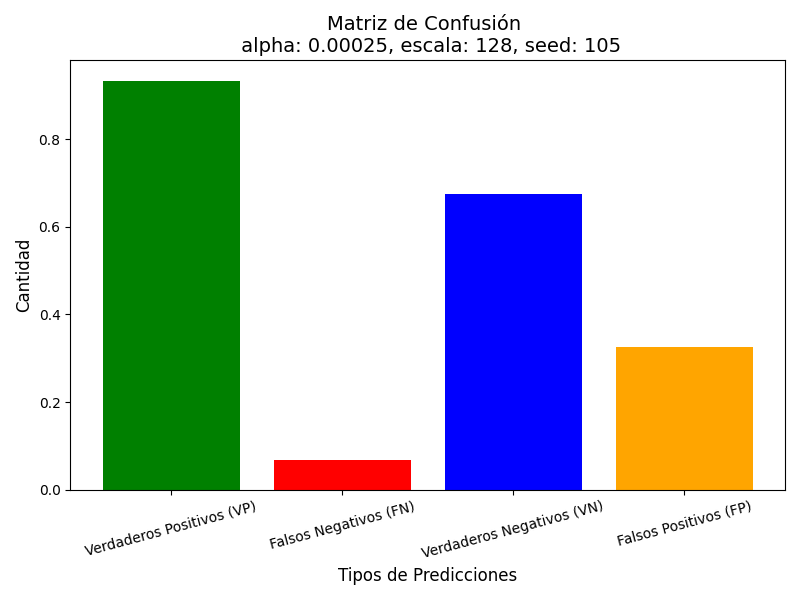 Matriz de Confusión
alpha: 0.00025, escala: 128, seed: 105
Cantidad
0.8
0.6
0.4
0.2
0.0
Verdaderos Positivos (VP)
Falsos Negativos (FN)
Verdaderos Negativos (VN)
Falsos Positivos (FP)
Tipos de Predicciones